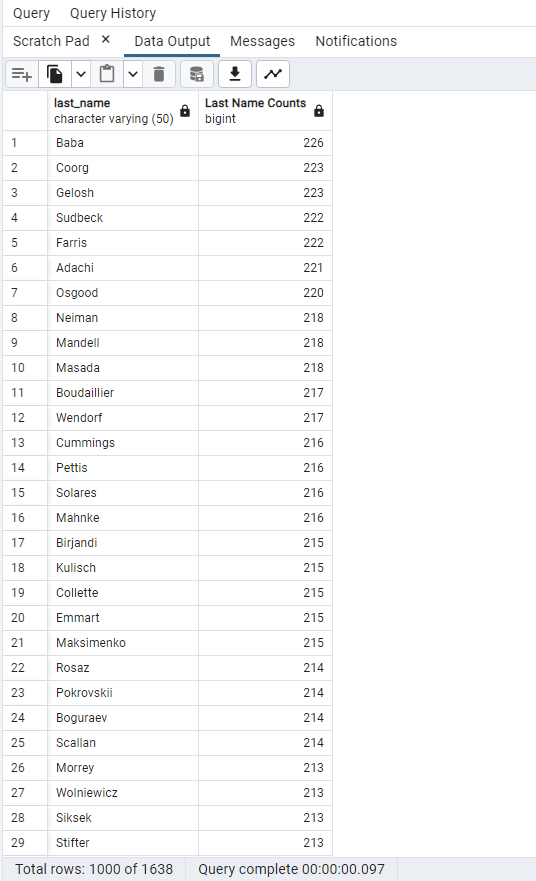 Query Query History
Scratch Pad × Data Output Messages Notifications
last_name Last Name Counts
character varying (50) bigint
1 Baba 226
2 Coorg 223
3 Gelosh 223
4 Sudbeck 222
5 Farris 222
6 Adachi 221
7 Osgood 220
8 Neiman 218
9 Mandell 218
10 Masada 218
11 Boudaillier 217
12 Wendorf 217
13 Cummings 216
14 Pettis 216
15 Solares 216
16 Mahnke 216
17 Birjandi 215
18 Kulisch 215
19 Collette 215
20 Emmart 215
21 Maksimenko 215
22 Rosaz 214
23 Pokrovskii 214
24 Boguraev 214
25 Scallan 214
26 Morrey 213
27 Wolniewicz 213
28 Siksek 213
29 Stifter 213
Total rows: 1000 of 1638 Query complete 00:00:00.097